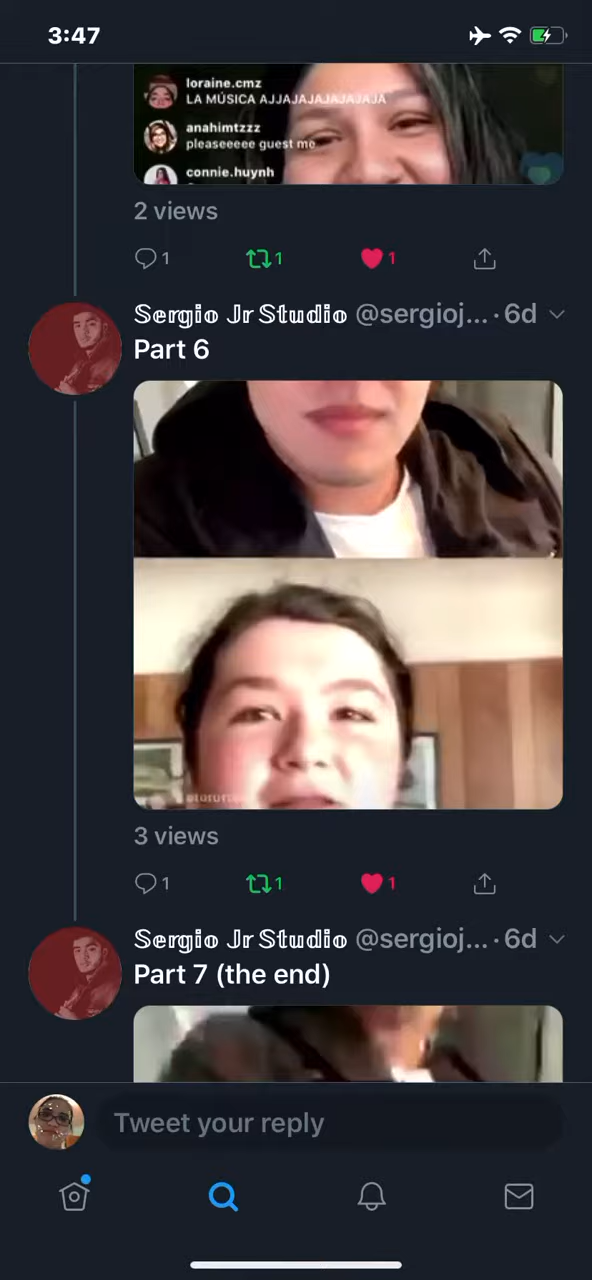 3:47
loraine.cmz
LA MÚSICA AJJAJAJAJAJAJAJA
anahimtzzz
pleaseeeee guest me
connie.huynh
2 views
1 1 1
𝕊𝕖𝕣𝕘𝕚𝕠 𝕁𝕣 𝕊𝕥𝕦𝕕𝕚𝕠 @sergioj... · 6d
Part 6
3 views
1 1 1
𝕊𝕖𝕣𝕘𝕚𝕠 𝕁𝕣 𝕊𝕥𝕦𝕕𝕚𝕠 @sergioj... · 6d
Part 7 (the end)
Tweet your reply